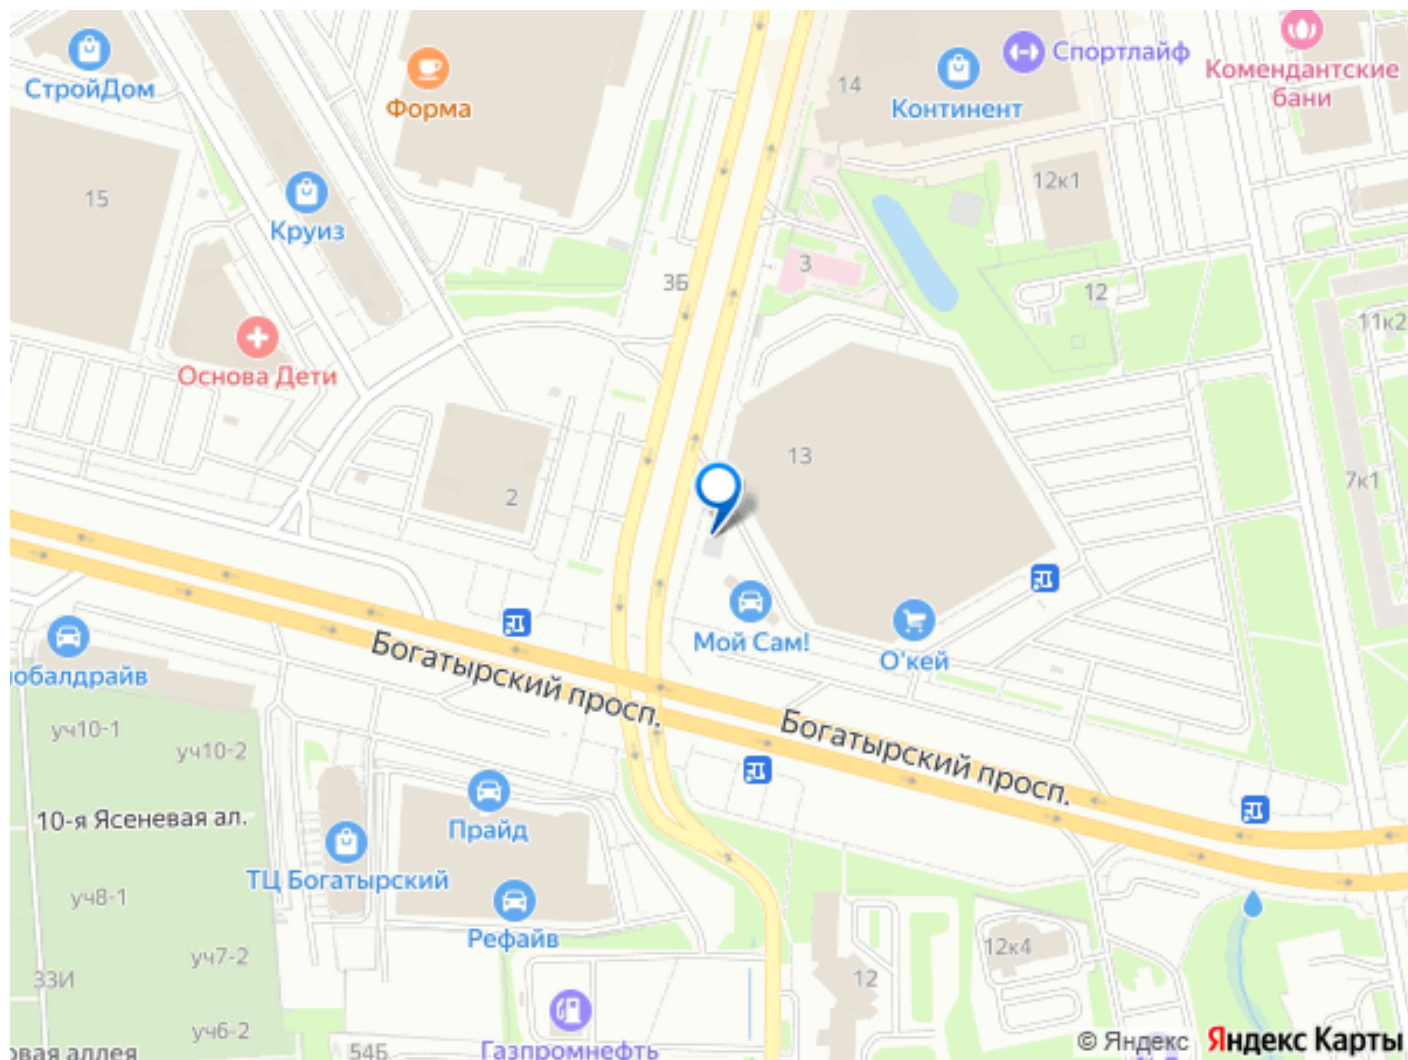 СтройДом
Форма
14
Спортлайф
Континент
Комендантские
бани
15
Круиз
12к1
3
3Б
12
11к2
Основа Дети
13
2
7к1
Мой Сам!
О'кей
Богатырский просп.
Богатырский просп.
обалдрайв
уч10-1
уч10-2
10-я Ясеневая ал.
Прайд
ТЦ Богатырский
уч8-1
Рефайв
уч7-2
33И
12
12к4
уч6-2
54Б
Газпромнефть
© Яндекс Яндекс Карты
вая аллея